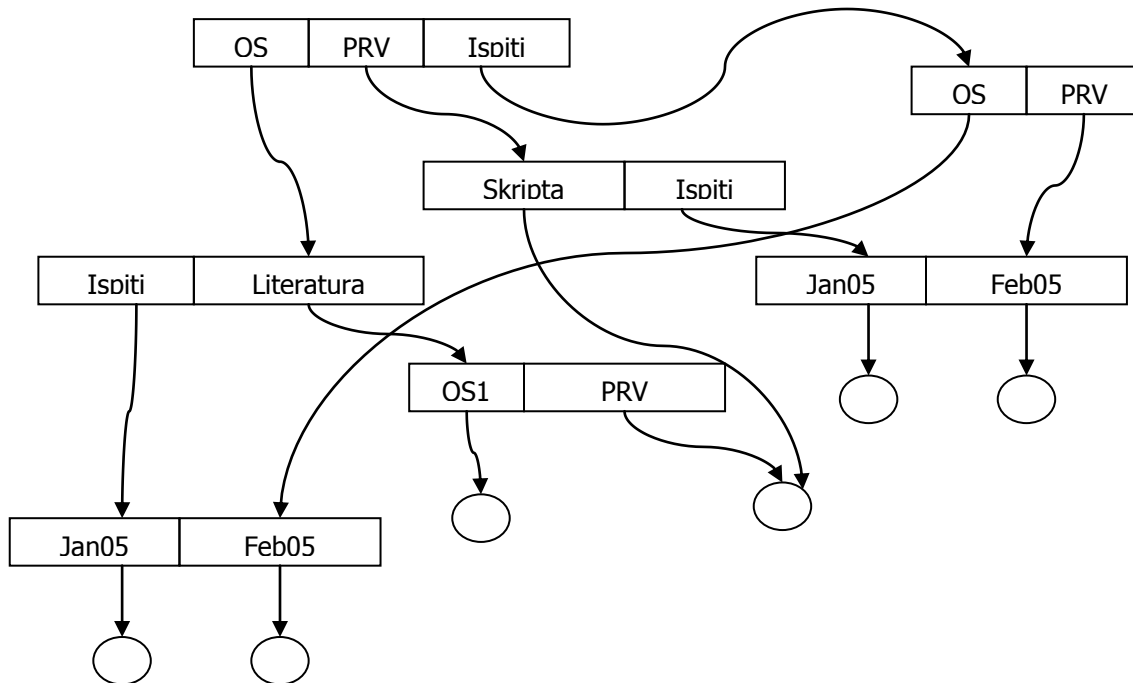 OS PRV Ispiti
OS PRV
Skripta Ispiti
Ispiti Literatura
Jan05 Feb05
OS1 PRV
Jan05 Feb05